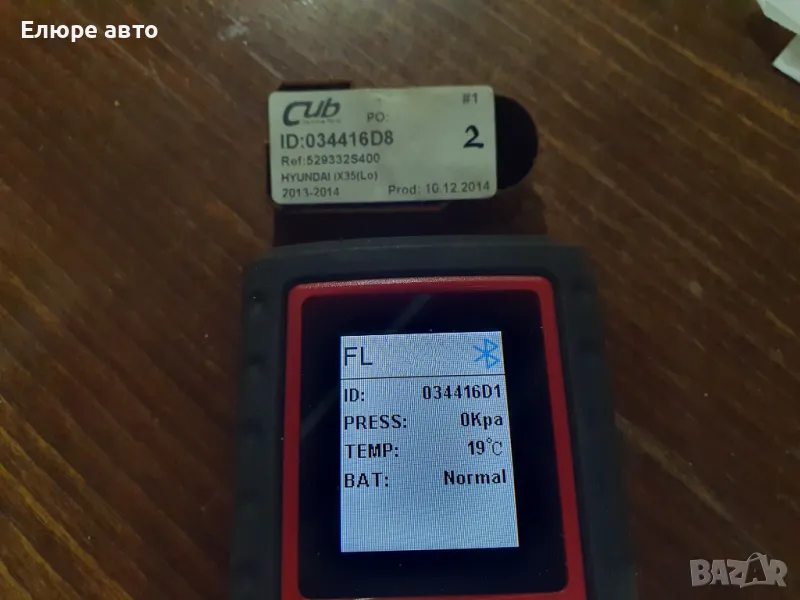 Елюре авто
Cub
PO:
#1
ID:034416D8
2
Ref:529332S400
HYUNDAI iX35(Lo)
2013-2014
Prod: 10.12.2014
FL
ID: 034416D1
PRESS: 0Kpa
TEMP: 19°C
BAT: Normal
BAZAR